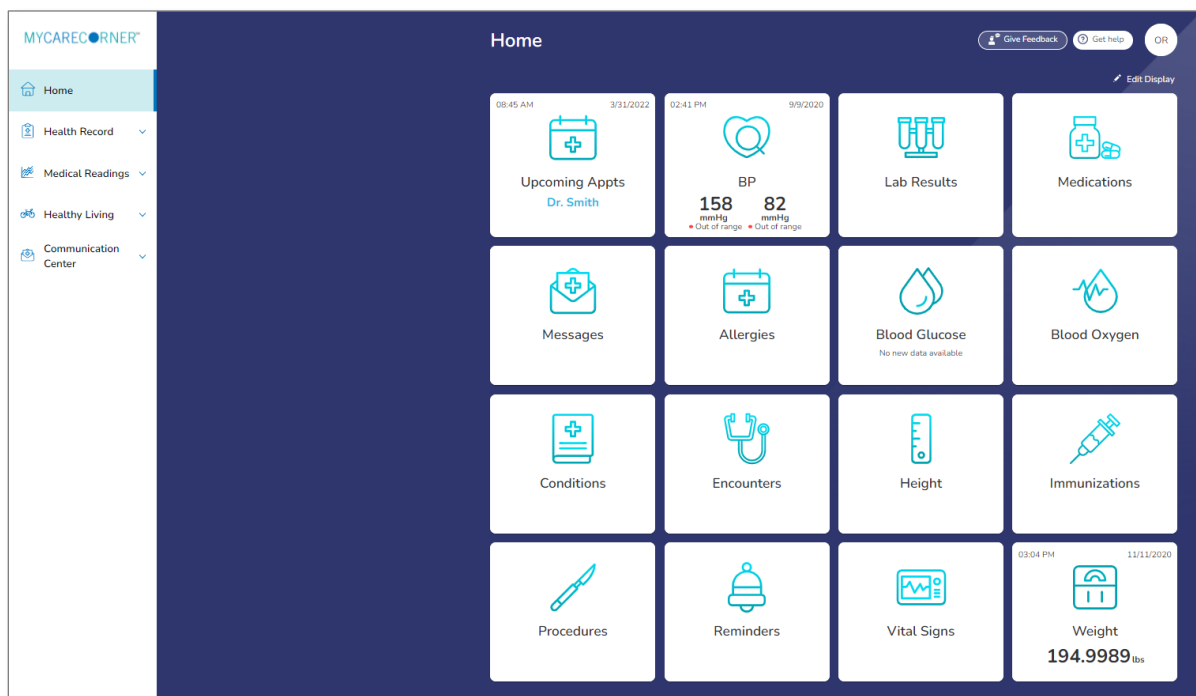 MYCARECORNER™
Home
Health Record
Medical Readings
Healthy Living
Communication
Center
Home
Give Feedback
Get help
OR
Edit Display
08:45 AM 3/31/2022
Upcoming Appts
Dr. Smith
02:41 PM 9/9/2020
BP
158 82
mmHg mmHg
Out of range Out of range
Lab Results
Medications
Messages
Allergies
Blood Glucose
No new data available
Blood Oxygen
Conditions
Encounters
Height
Immunizations
Procedures
Reminders
Vital Signs
03:04 PM 11/11/2020
Weight
194.9989 lbs